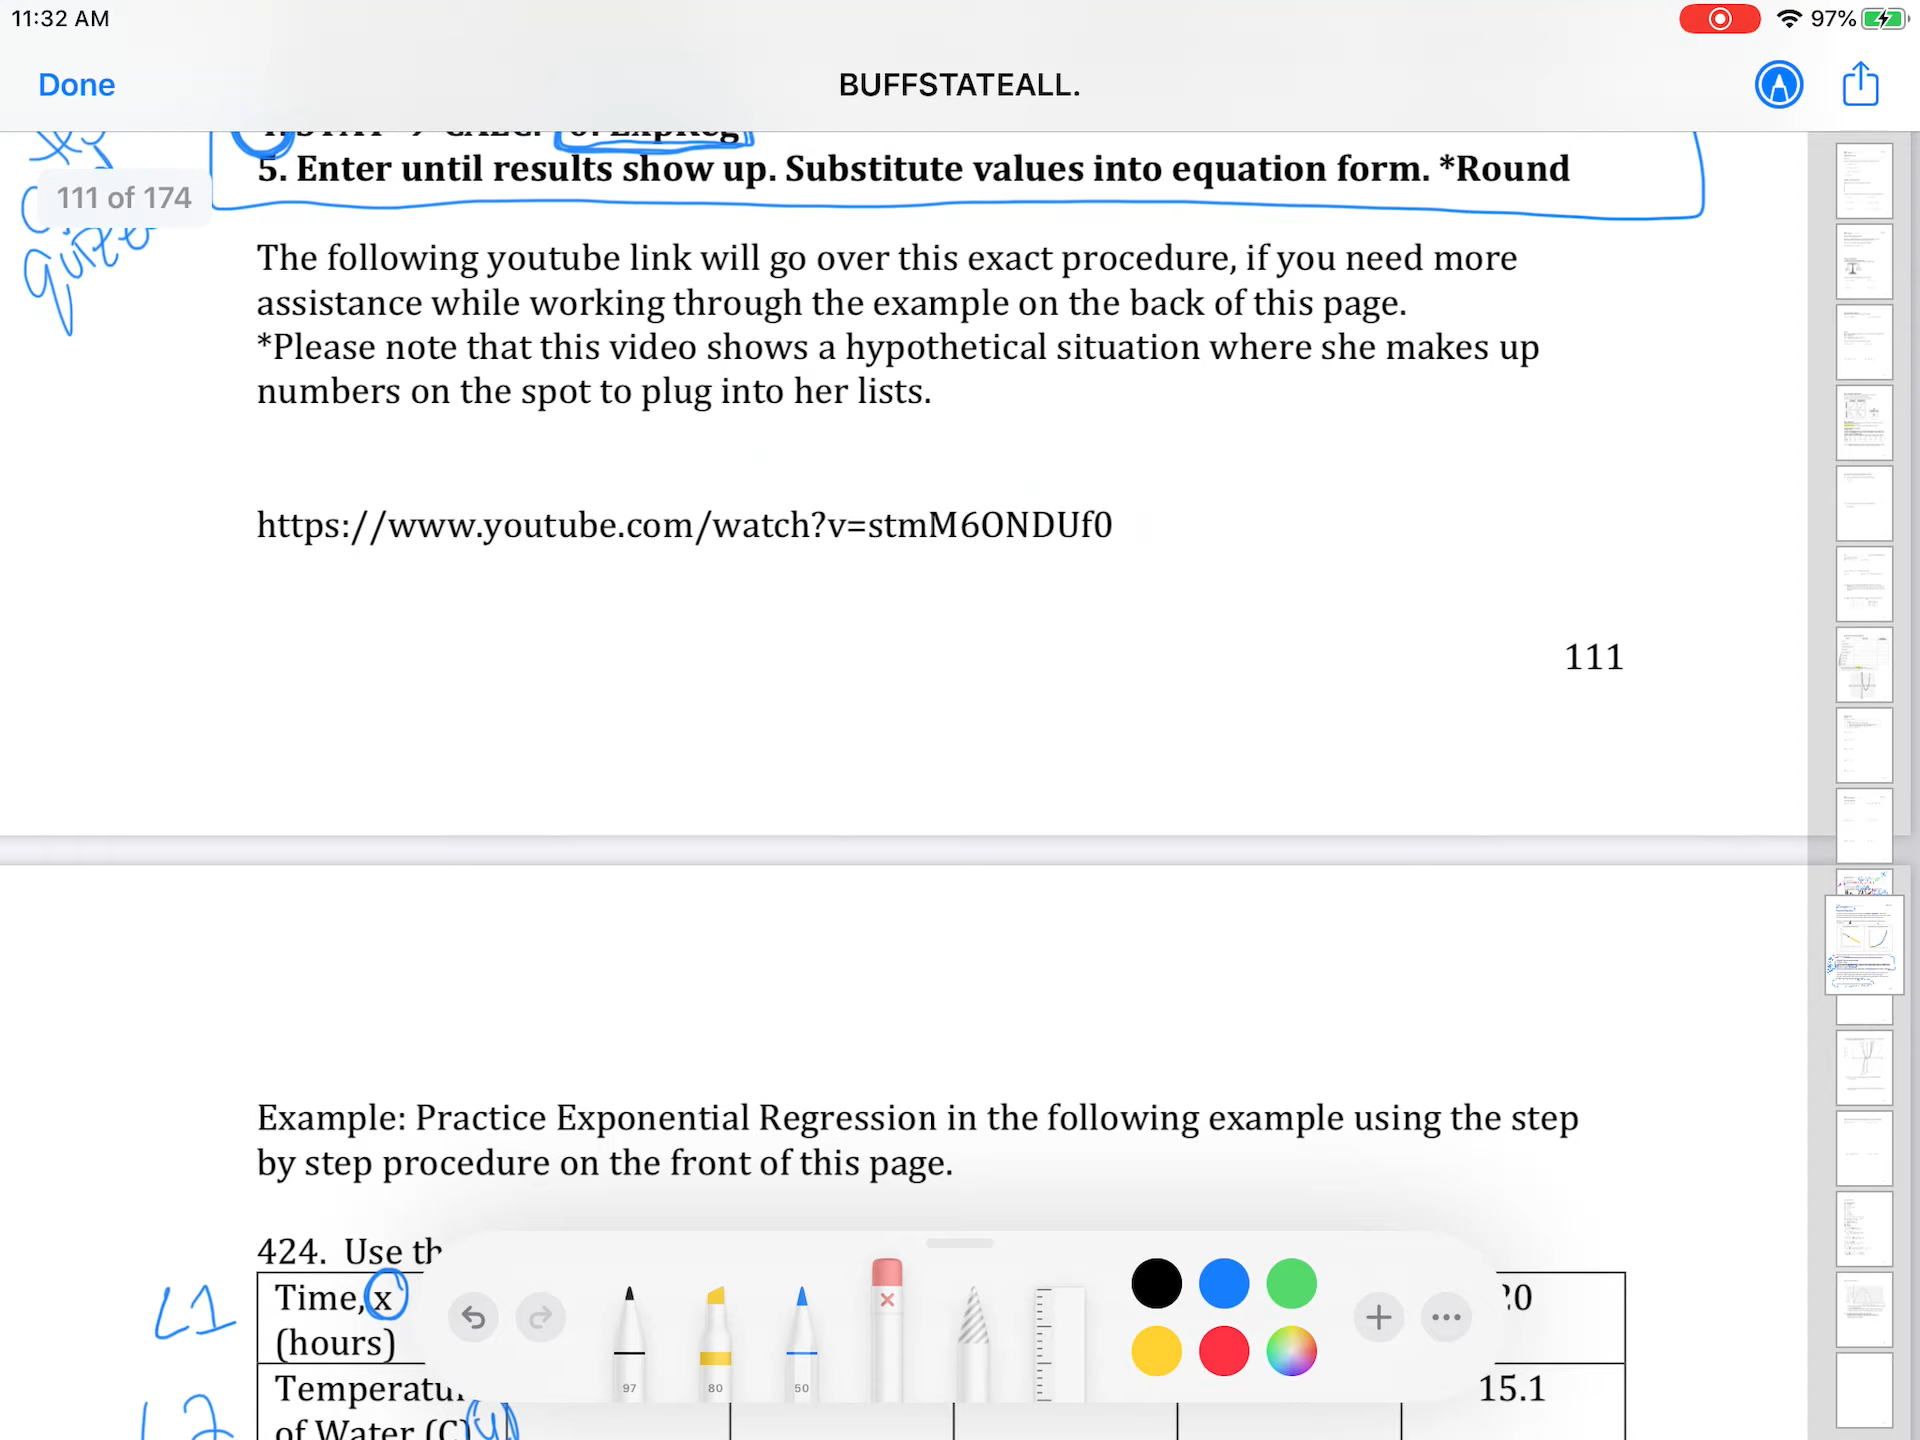 11:32 AM
97%
Done
BUFFSTATEALL.
5. Enter until results show up. Substitute values into equation form. *Round
111 of 174
quizze
The following youtube link will go over this exact procedure, if you need more
assistance while working through the example on the back of this page.
*Please note that this video shows a hypothetical situation where she makes up
numbers on the spot to plug into her lists.
https://www.youtube.com/watch?v=stmM6ONDUf0
111
Example: Practice Exponential Regression in the following example using the step
by step procedure on the front of this page.
424. Use th
L1
Time, x
(hours)
20
L2
Temperatur
of Water (C)
(y)
15.1
97
80
50